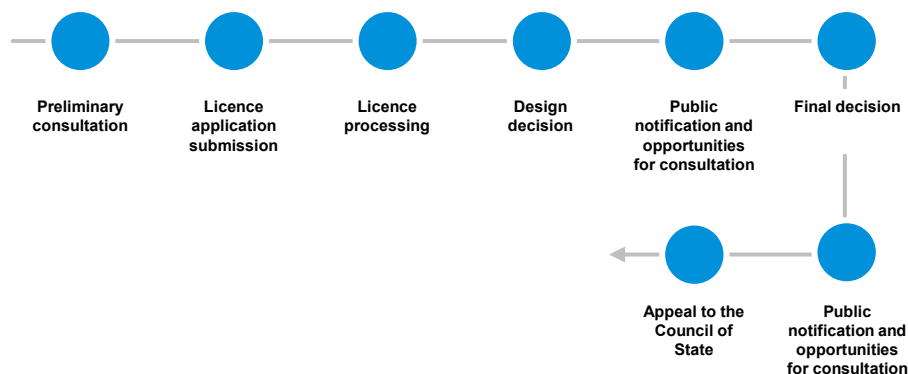 Preliminary
consultation
Licence
application
submission
Licence
processing
Design
decision
Public
notification and
opportunities
for consultation
Final decision
Appeal to the
Council of
State
Public
notification and
opportunities
for consultation